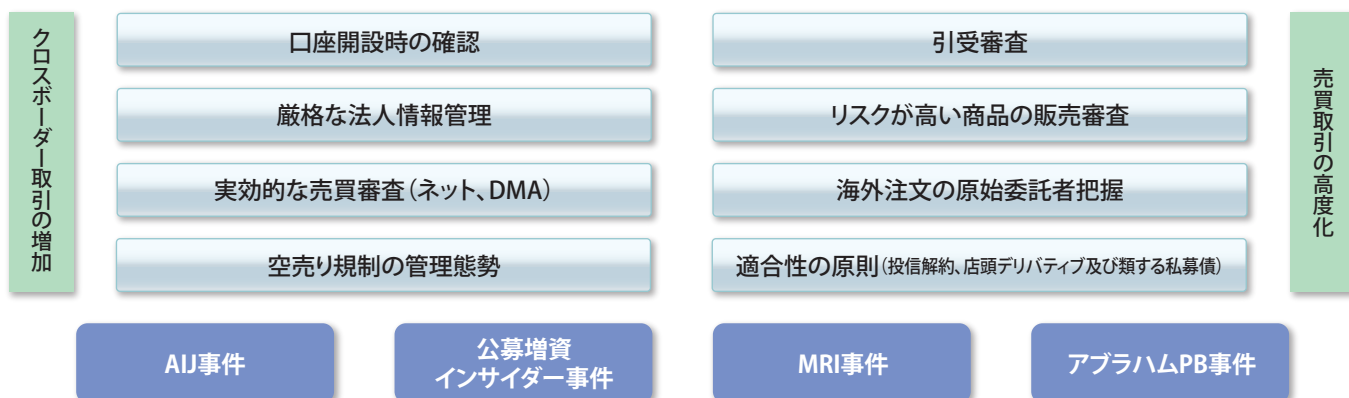 クロスボーダー取引の増加
口座開設時の確認
厳格な法人情報管理
実効的な売買審査（ネット、DMA）
空売り規制の管理態勢
引受審査
リスクが高い商品の販売審査
海外注文の原始委託者把握
適合性の原則（投信解約、店頭デリバティブ及び類する私募債）
売買取引の高度化
AIJ事件
公募増資
インサイダー事件
MRI事件
アブラハムPB事件